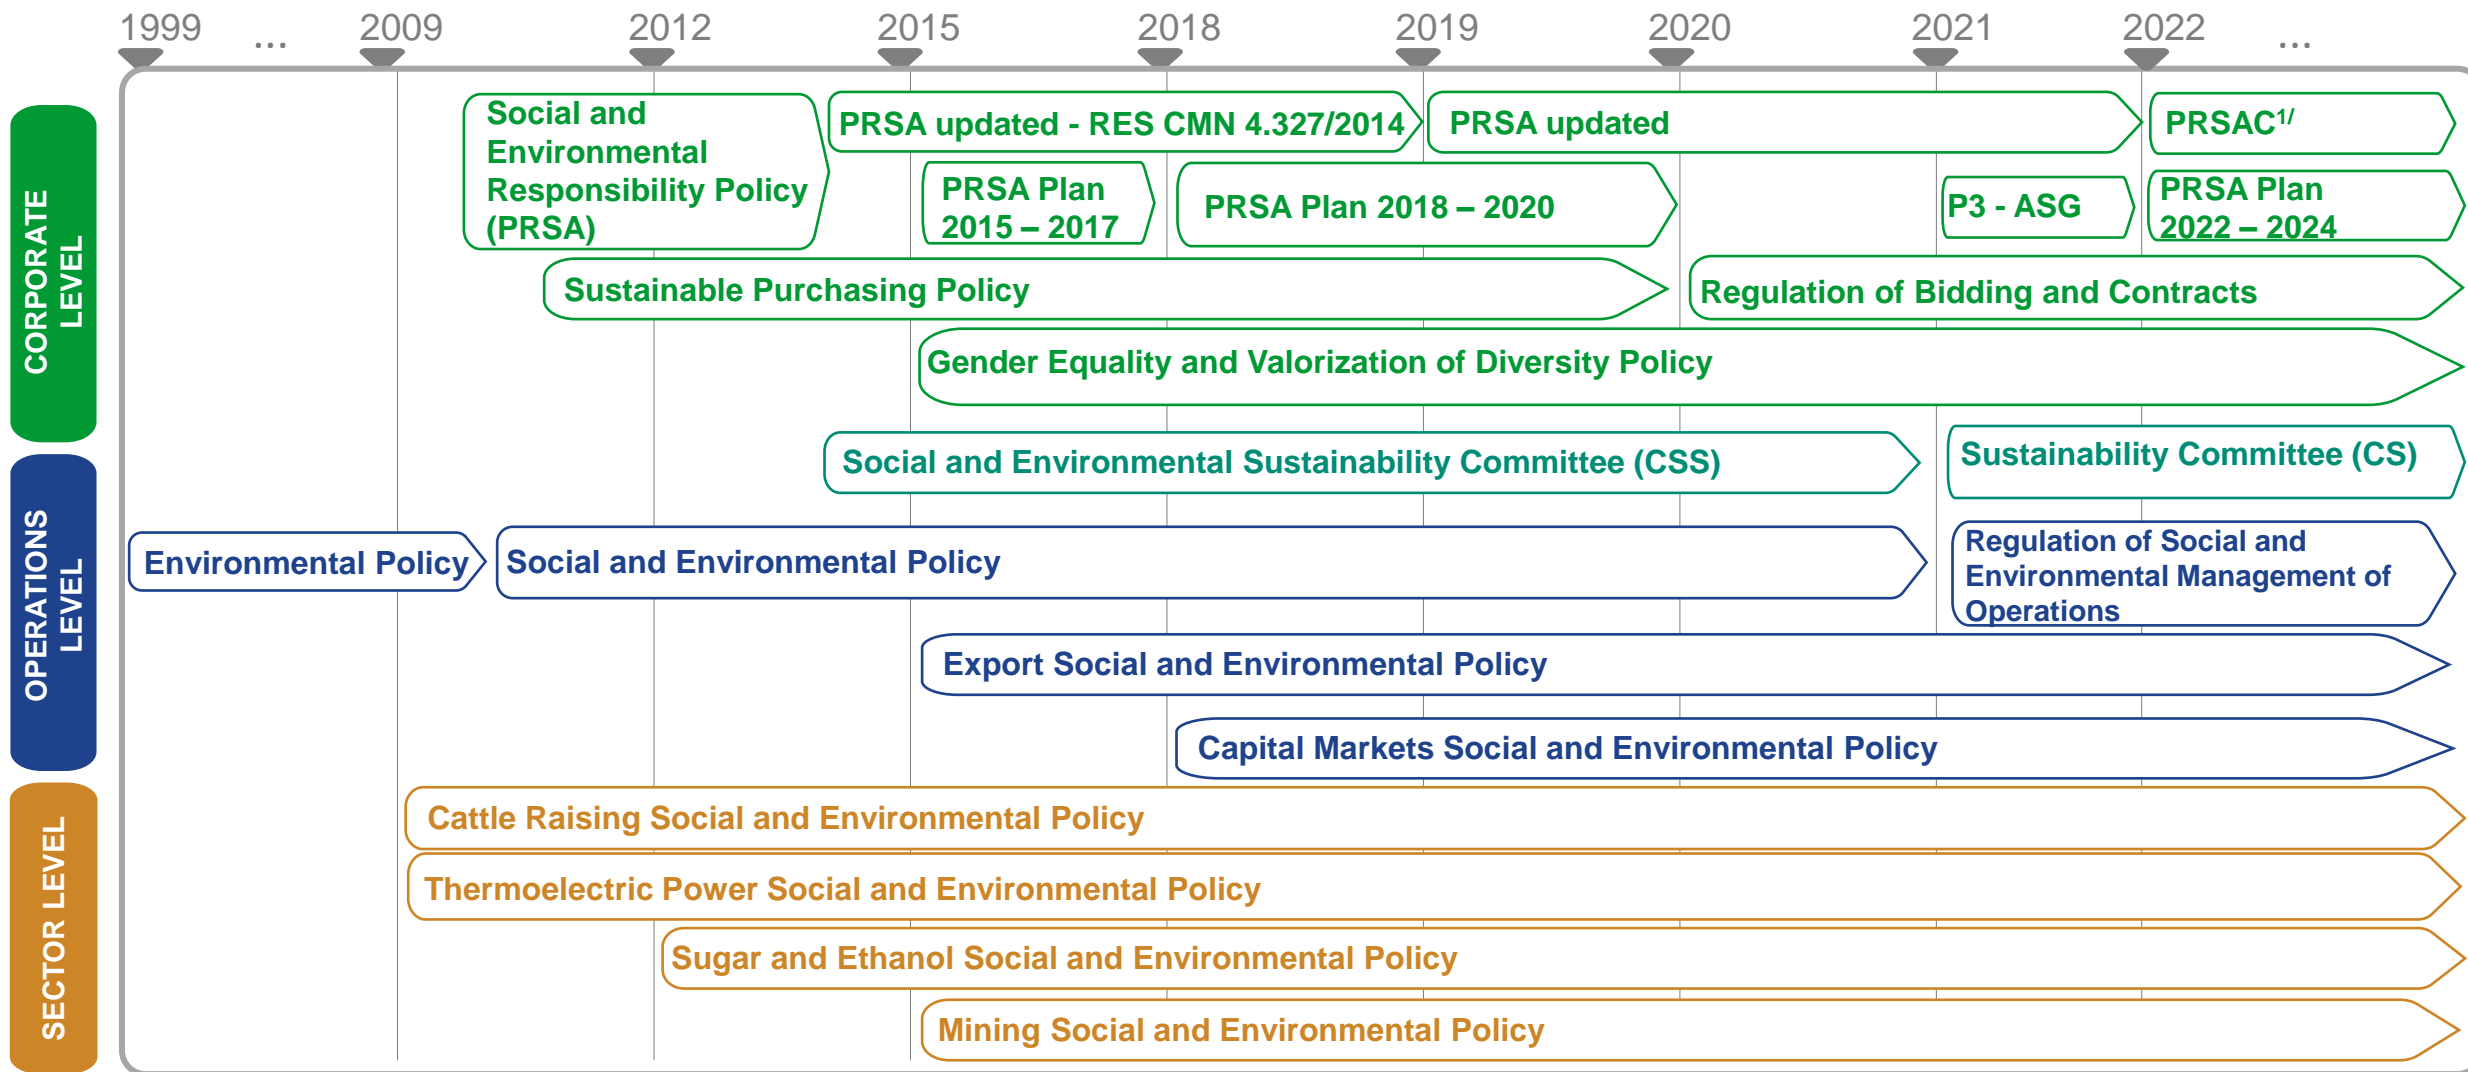 1999 ... 2009 2012 2015 2018 2019 2020 2021 2022 ...
CORPORATE
LEVEL
Social and
Environmental
Responsibility Policy
(PRSA)
PRSA updated - RES CMN 4.327/2014
PRSA updated
PRSAC1/
PRSA Plan
2015 – 2017
PRSA Plan 2018 – 2020
P3 - ASG
PRSA Plan
2022 – 2024
Sustainable Purchasing Policy
Regulation of Bidding and Contracts
Gender Equality and Valorization of Diversity Policy
Social and Environmental Sustainability Committee (CSS)
Sustainability Committee (CS)
OPERATIONS
LEVEL
Environmental Policy
Social and Environmental Policy
Regulation of Social and
Environmental Management of
Operations
Export Social and Environmental Policy
Capital Markets Social and Environmental Policy
SECTOR LEVEL
Cattle Raising Social and Environmental Policy
Thermoelectric Power Social and Environmental Policy
Sugar and Ethanol Social and Environmental Policy
Mining Social and Environmental Policy